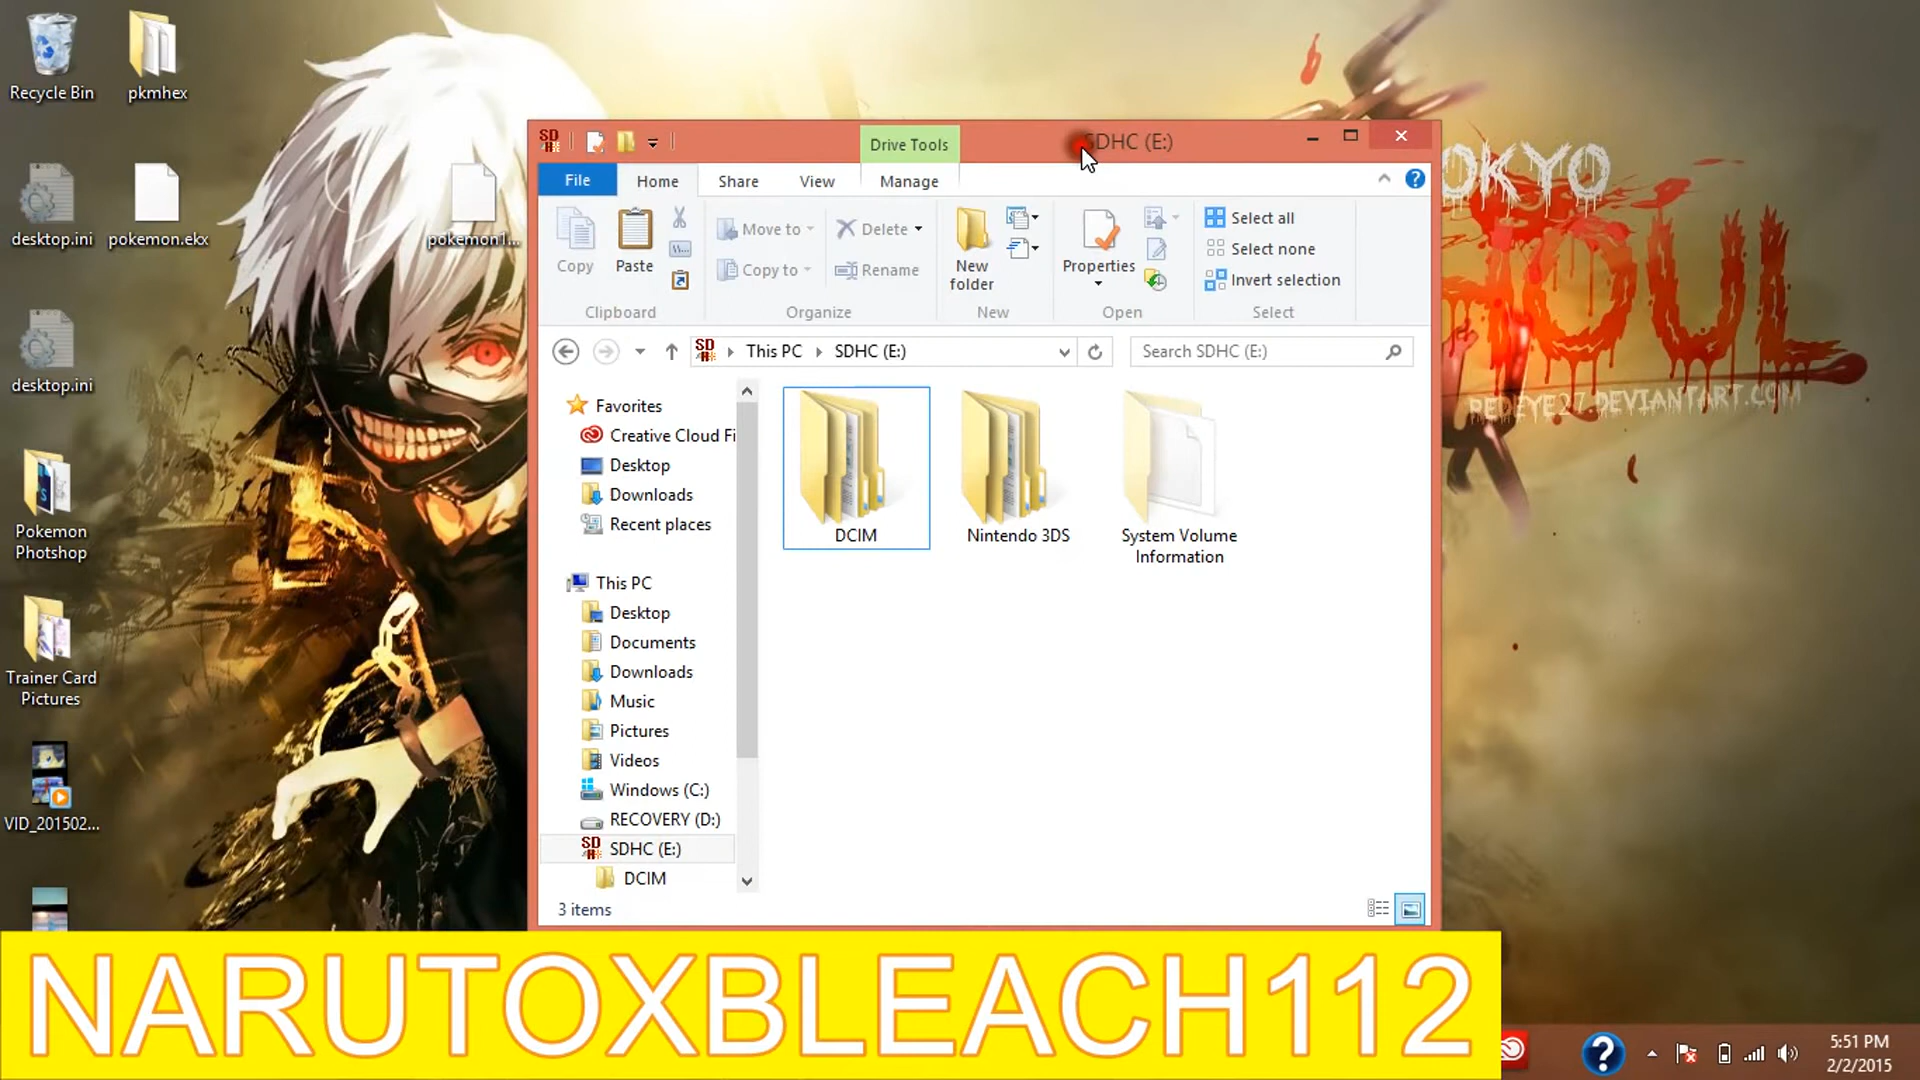 Recycle Bin
pkmhex
desktop.ini
pokemon.ekx
pokemon1...
desktop.ini
Pokemon
Photshop
Trainer Card
Pictures
VID_201502...
SD
Drive Tools
SDHC (E:)
File
Home
Share
View
Manage
Copy
Paste
Move to
Copy to
Delete
Rename
New
folder
Properties
Select all
Select none
Invert selection
Clipboard
Organize
New
Open
Select
SD
This PC
SDHC (E:)
Search SDHC (E:)
Favorites
Creative Cloud Fi
Desktop
Downloads
Recent places
This PC
Desktop
Documents
Downloads
Music
Pictures
Videos
Windows (C:)
RECOVERY (D:)
SD
SDHC (E:)
DCIM
DCIM
Nintendo 3DS
System Volume
Information
3 items
OKYO
OUL
REDEYE27.DEVIANTART.COM
NARUTOXBLEACH112
5:51 PM
2/2/2015